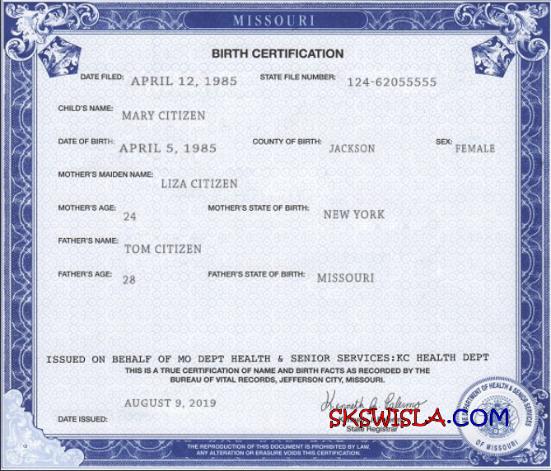 MISSOURI
BIRTH CERTIFICATION
DATE FILED: APRIL 12, 1985 STATE FILE NUMBER: 124-62055555
CHILD'S NAME: MARY CITIZEN
DATE OF BIRTH: APRIL 5, 1985 COUNTY OF BIRTH: JACKSON SEX: FEMALE
MOTHER'S MAIDEN NAME: LIZA CITIZEN
MOTHER'S AGE: 24 MOTHER'S STATE OF BIRTH: NEW YORK
FATHER'S NAME: TOM CITIZEN
FATHER'S AGE: 28 FATHER'S STATE OF BIRTH: MISSOURI
ISSUED ON BEHALF OF MO DEPT HEALTH & SENIOR SERVICES:KC HEALTH DEPT
THIS IS A TRUE CERTIFICATION OF NAME AND BIRTH FACTS AS RECORDED BY THE
BUREAU OF VITAL RECORDS, JEFFERSON CITY, MISSOURI.
DATE ISSUED: AUGUST 9, 2019
SKSWISLA.COM
State Registrar
DEPARTMENT OF HEALTH & SENIOR SERVICES
OF MISSOURI
THE REPRODUCTION OF THIS DOCUMENT IS PROHIBITED BY LAW.
ANY ALTERATION OR ERASURE VOIDS THIS CERTIFICATION.